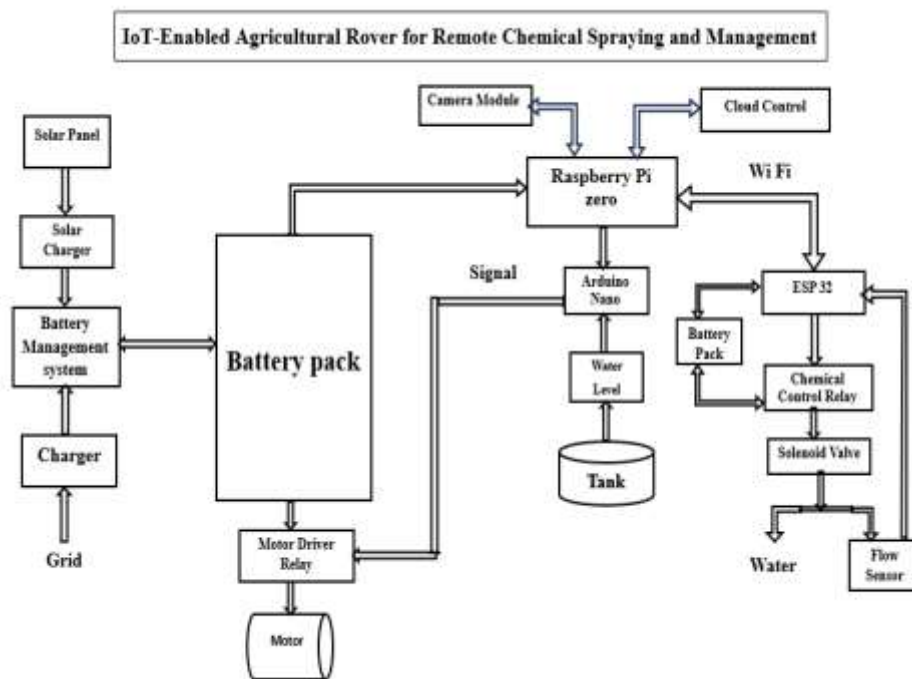 IoT-Enabled Agricultural Rover for Remote Chemical Spraying and Management
Camera Module
Cloud Control
Solar Panel
Raspberry Pi
zero
Wi Fi
Solar
Charger
Signal
Arduino
Nano
ESP 32
Battery
Management
system
Battery pack
Battery
Pack
Water
Level
Chemical
Control Relay
Charger
Solenoid Valve
Tank
Grid
Motor Driver
Relay
Water
Flow
Sensor
Motor